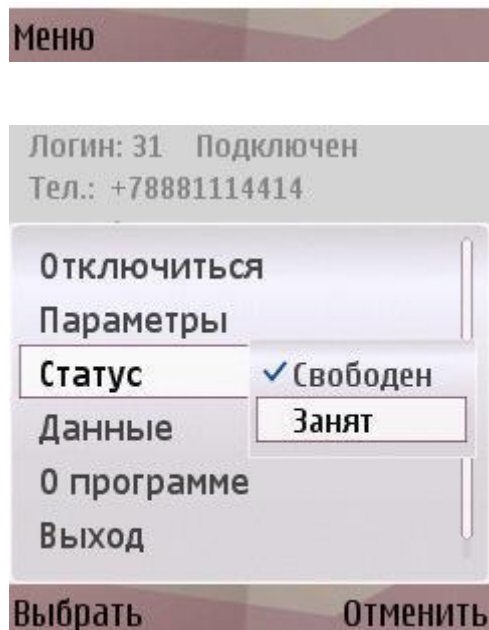 Меню
Логин: 31 Подключен
Тел.: +78881114414
Отключиться
Параметры
Статус
Свободен
Занят
Данные
О программе
Выход
Выбрать Отменить